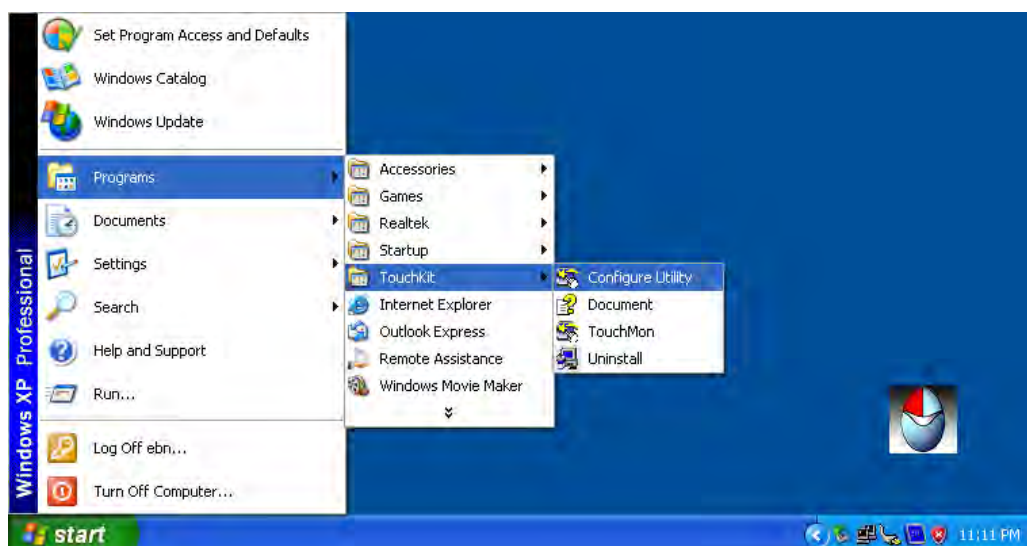 Set Program Access and Defaults
Windows Catalog
Windows Update
Programs
Documents
Settings
Search
Help and Support
Run...
Log Off ebn...
Turn Off Computer...
Windows XP Professional
Accessories
Games
Realtek
Startup
TouchKit
Internet Explorer
Outlook Express
Remote Assistance
Windows Movie Maker
Configure Utility
Document
TouchMon
Uninstall
start
11:11 PM